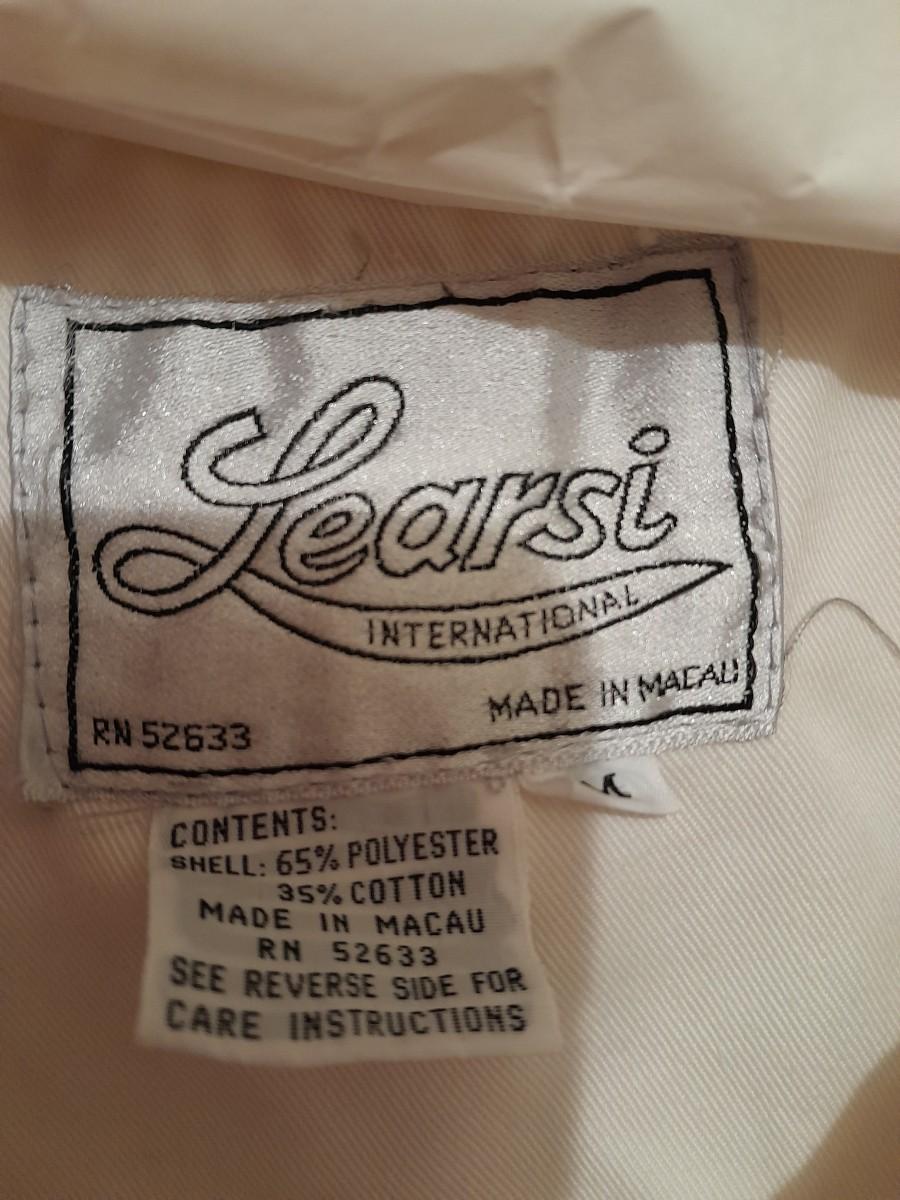 Learsi
INTERNATIONAL
MADE IN MACAU
RN 52633
CONTENTS:
SHELL: 65% POLYESTER
35% COTTON
MADE IN MACAU
RN 52633
SEE REVERSE SIDE FOR
CARE INSTRUCTIONS